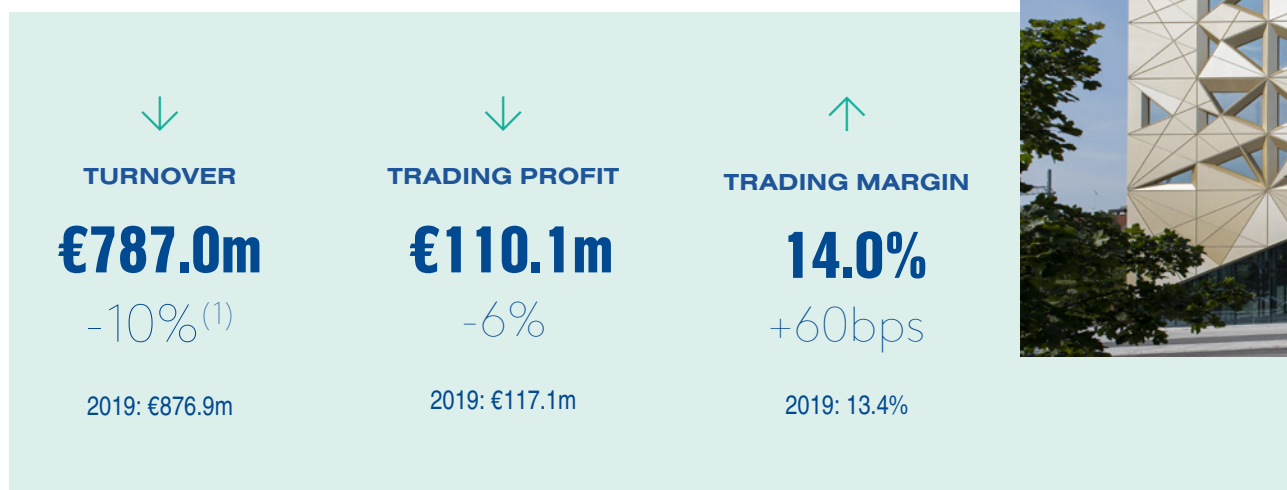 TURNOVER
€787.0m
-10%(1)
2019: €876.9m
TRADING PROFIT
€110.1m
-6%
2019: €117.1m
TRADING MARGIN
14.0%
+60bps
2019: 13.4%